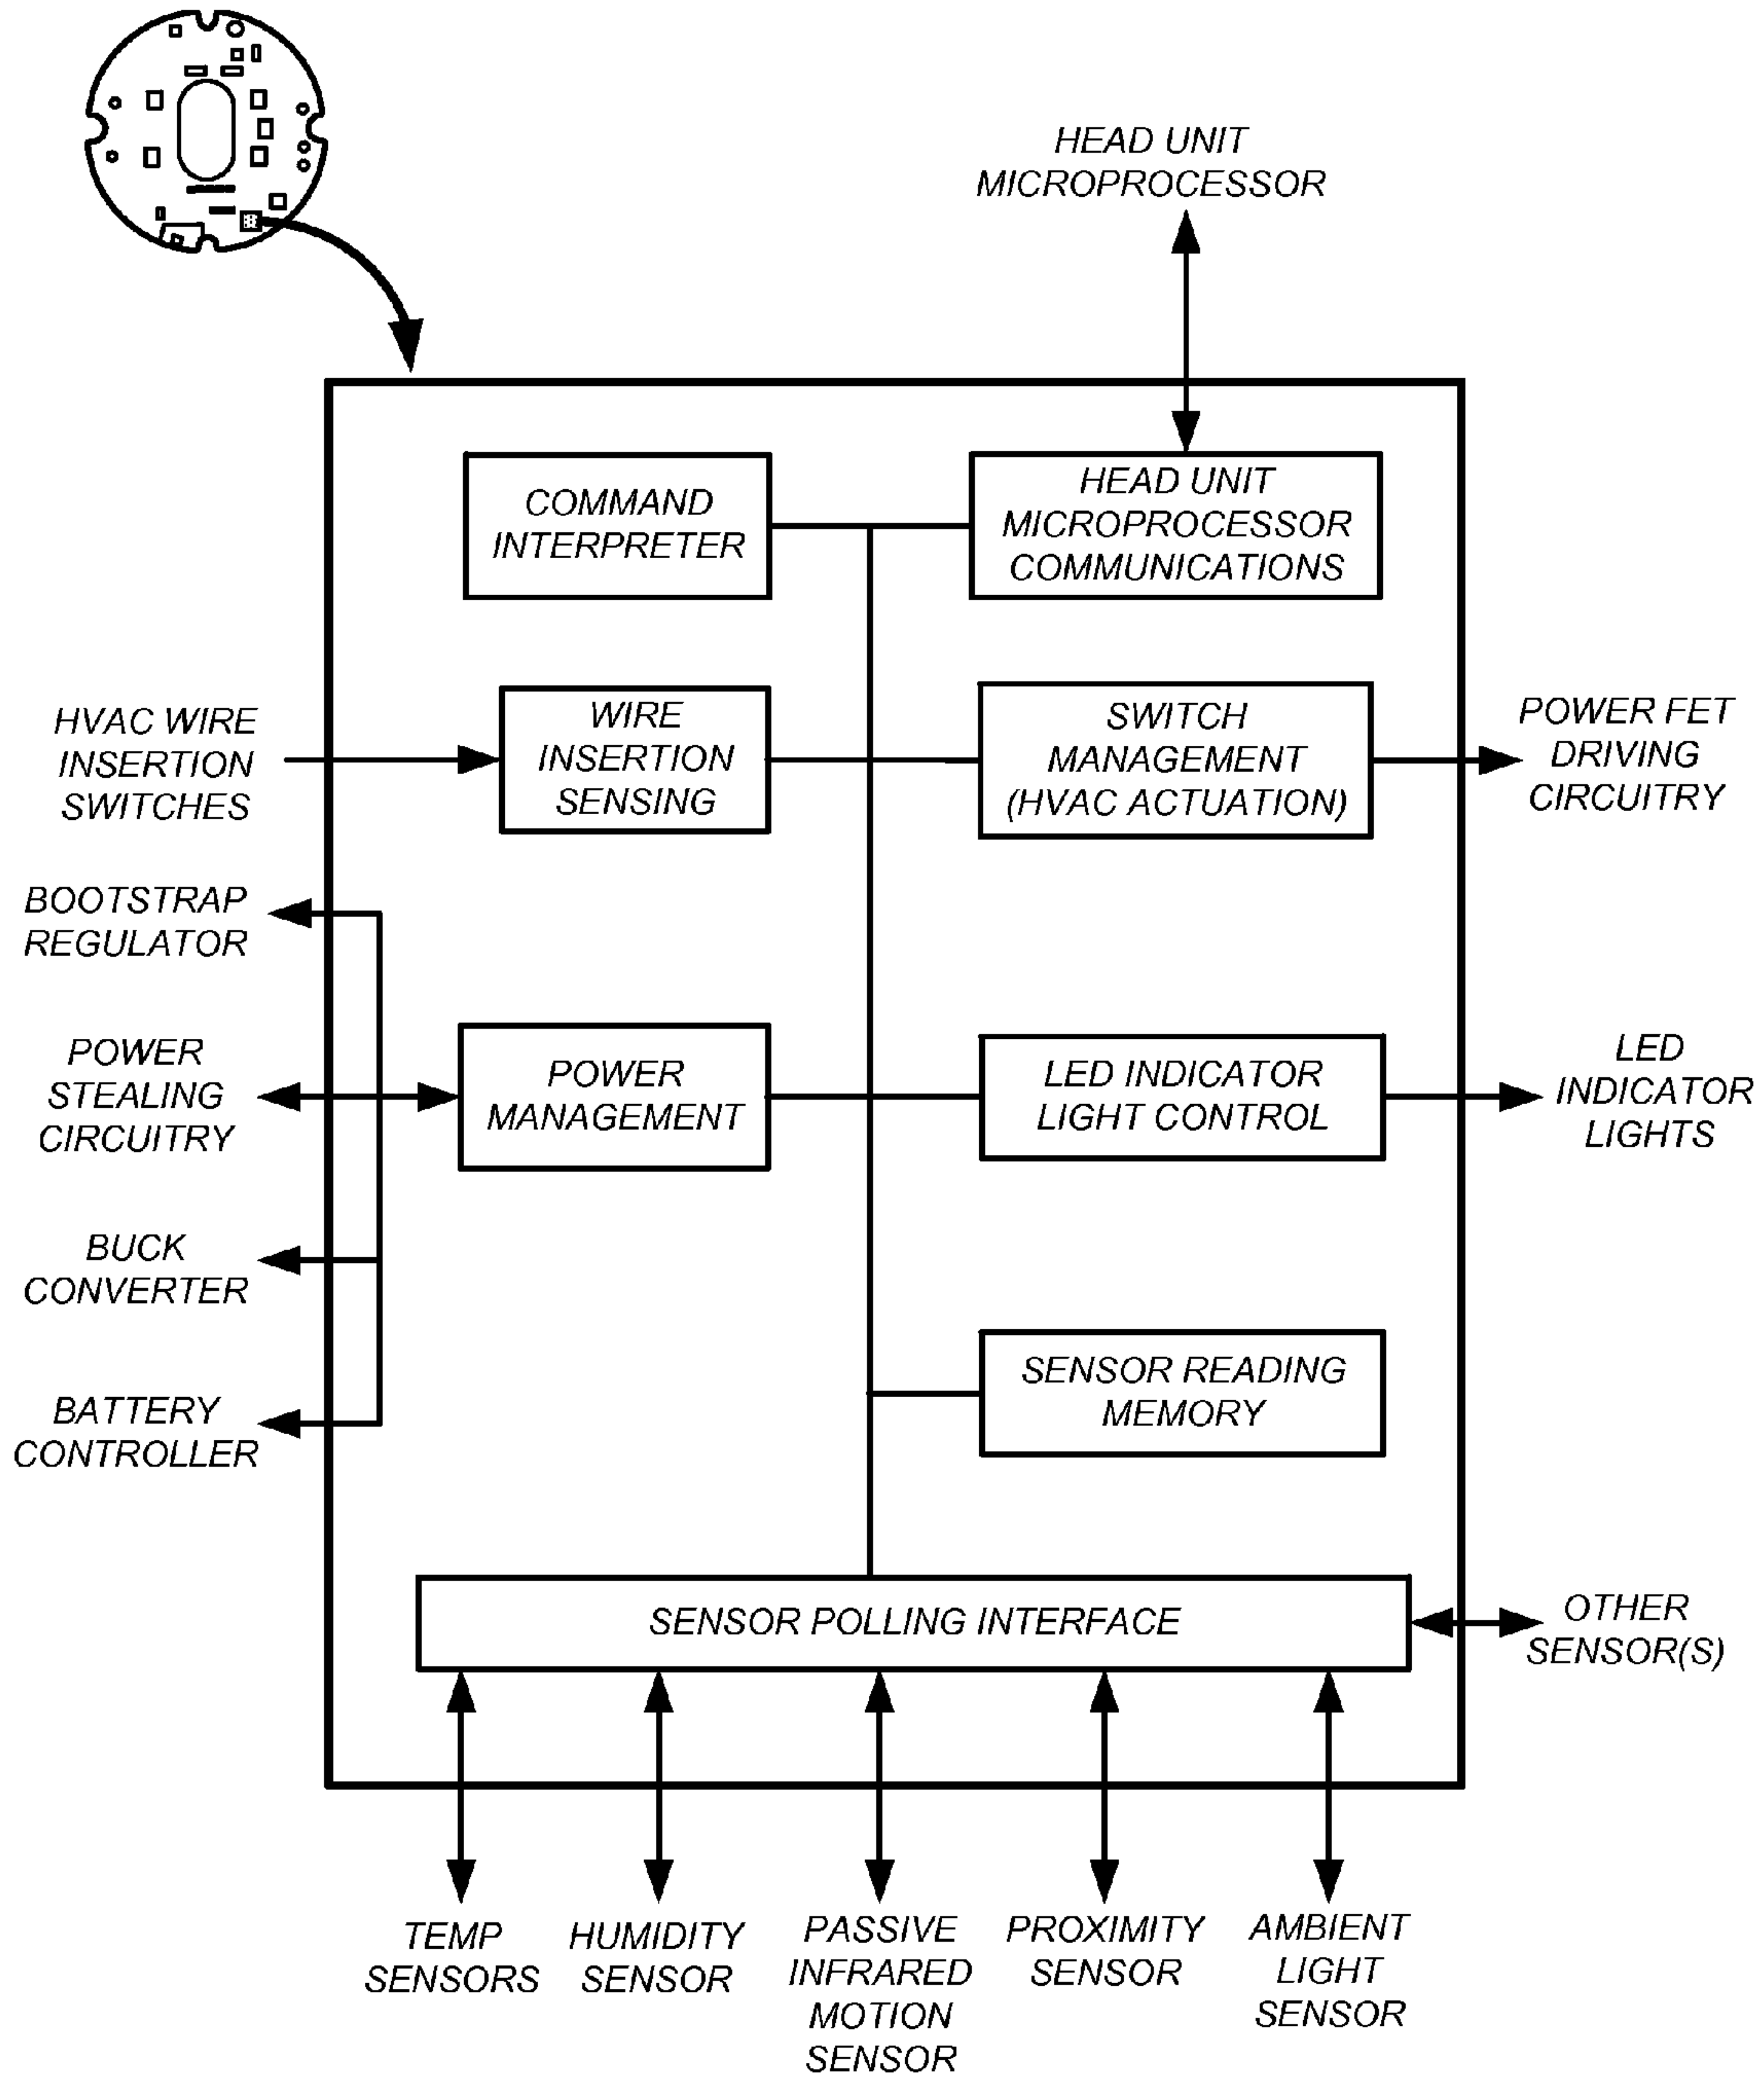 HEAD UNIT
MICROPROCESSOR
COMMAND
INTERPRETER
HEAD UNIT
MICROPROCESSOR
COMMUNICATIONS
HVAC WIRE
INSERTION
SWITCHES
WIRE
INSERTION
SENSING
SWITCH
MANAGEMENT
(HVAC ACTUATION)
POWER FET
DRIVING
CIRCUITRY
BOOTSTRAP
REGULATOR
POWER
STEALING
CIRCUITRY
POWER
MANAGEMENT
LED INDICATOR
LIGHT CONTROL
LED
INDICATOR
LIGHTS
BUCK
CONVERTER
BATTERY
CONTROLLER
SENSOR READING
MEMORY
SENSOR POLLING INTERFACE
OTHER
SENSOR(S)
TEMP
SENSORS
HUMIDITY
SENSOR
PASSIVE
INFRARED
MOTION
SENSOR
PROXIMITY
SENSOR
AMBIENT
LIGHT
SENSOR